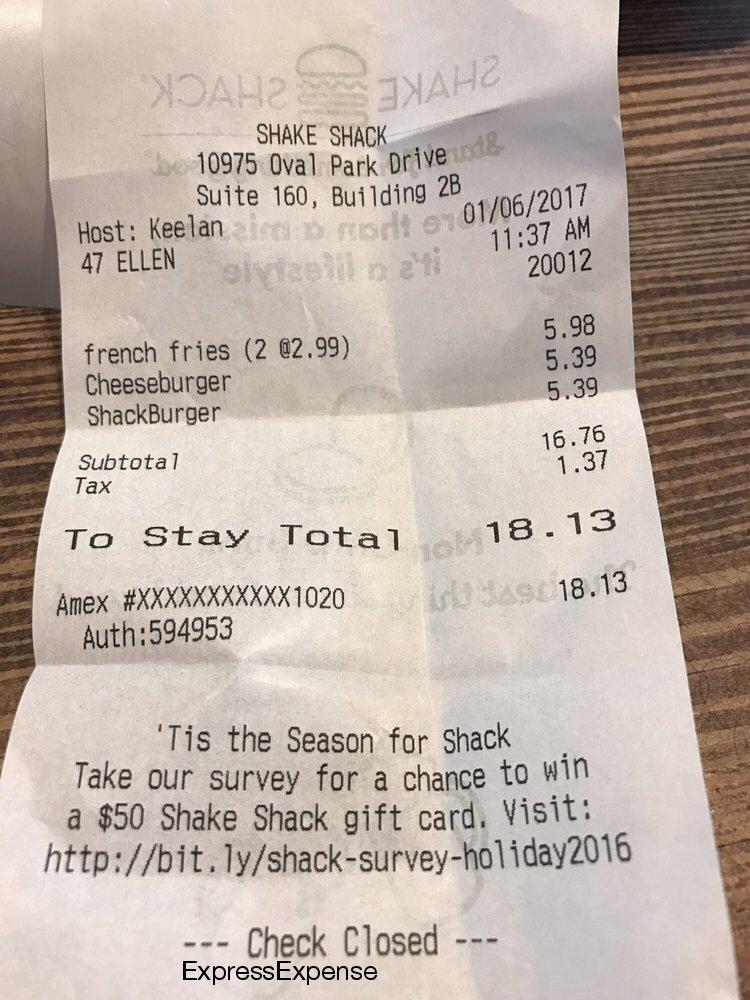 SHAKE SHACK
SHAKE SHACK
10975 Oval Park Drive
Suite 160, Building 2B
Host: Keelan 01/06/2017
47 ELLEN 11:37 AM
20012
french fries (2 @2.99) 5.98
Cheeseburger 5.39
ShackBurger 5.39
Subtotal 16.76
Tax 1.37
To Stay Total 18.13
Amex #XXXXXXXXXXX1020 18.13
Auth:594953
'Tis the Season for Shack
Take our survey for a chance to win
a $50 Shake Shack gift card. Visit:
http://bit.ly/shack-survey-holiday2016
--- Check Closed ---
ExpressExpense